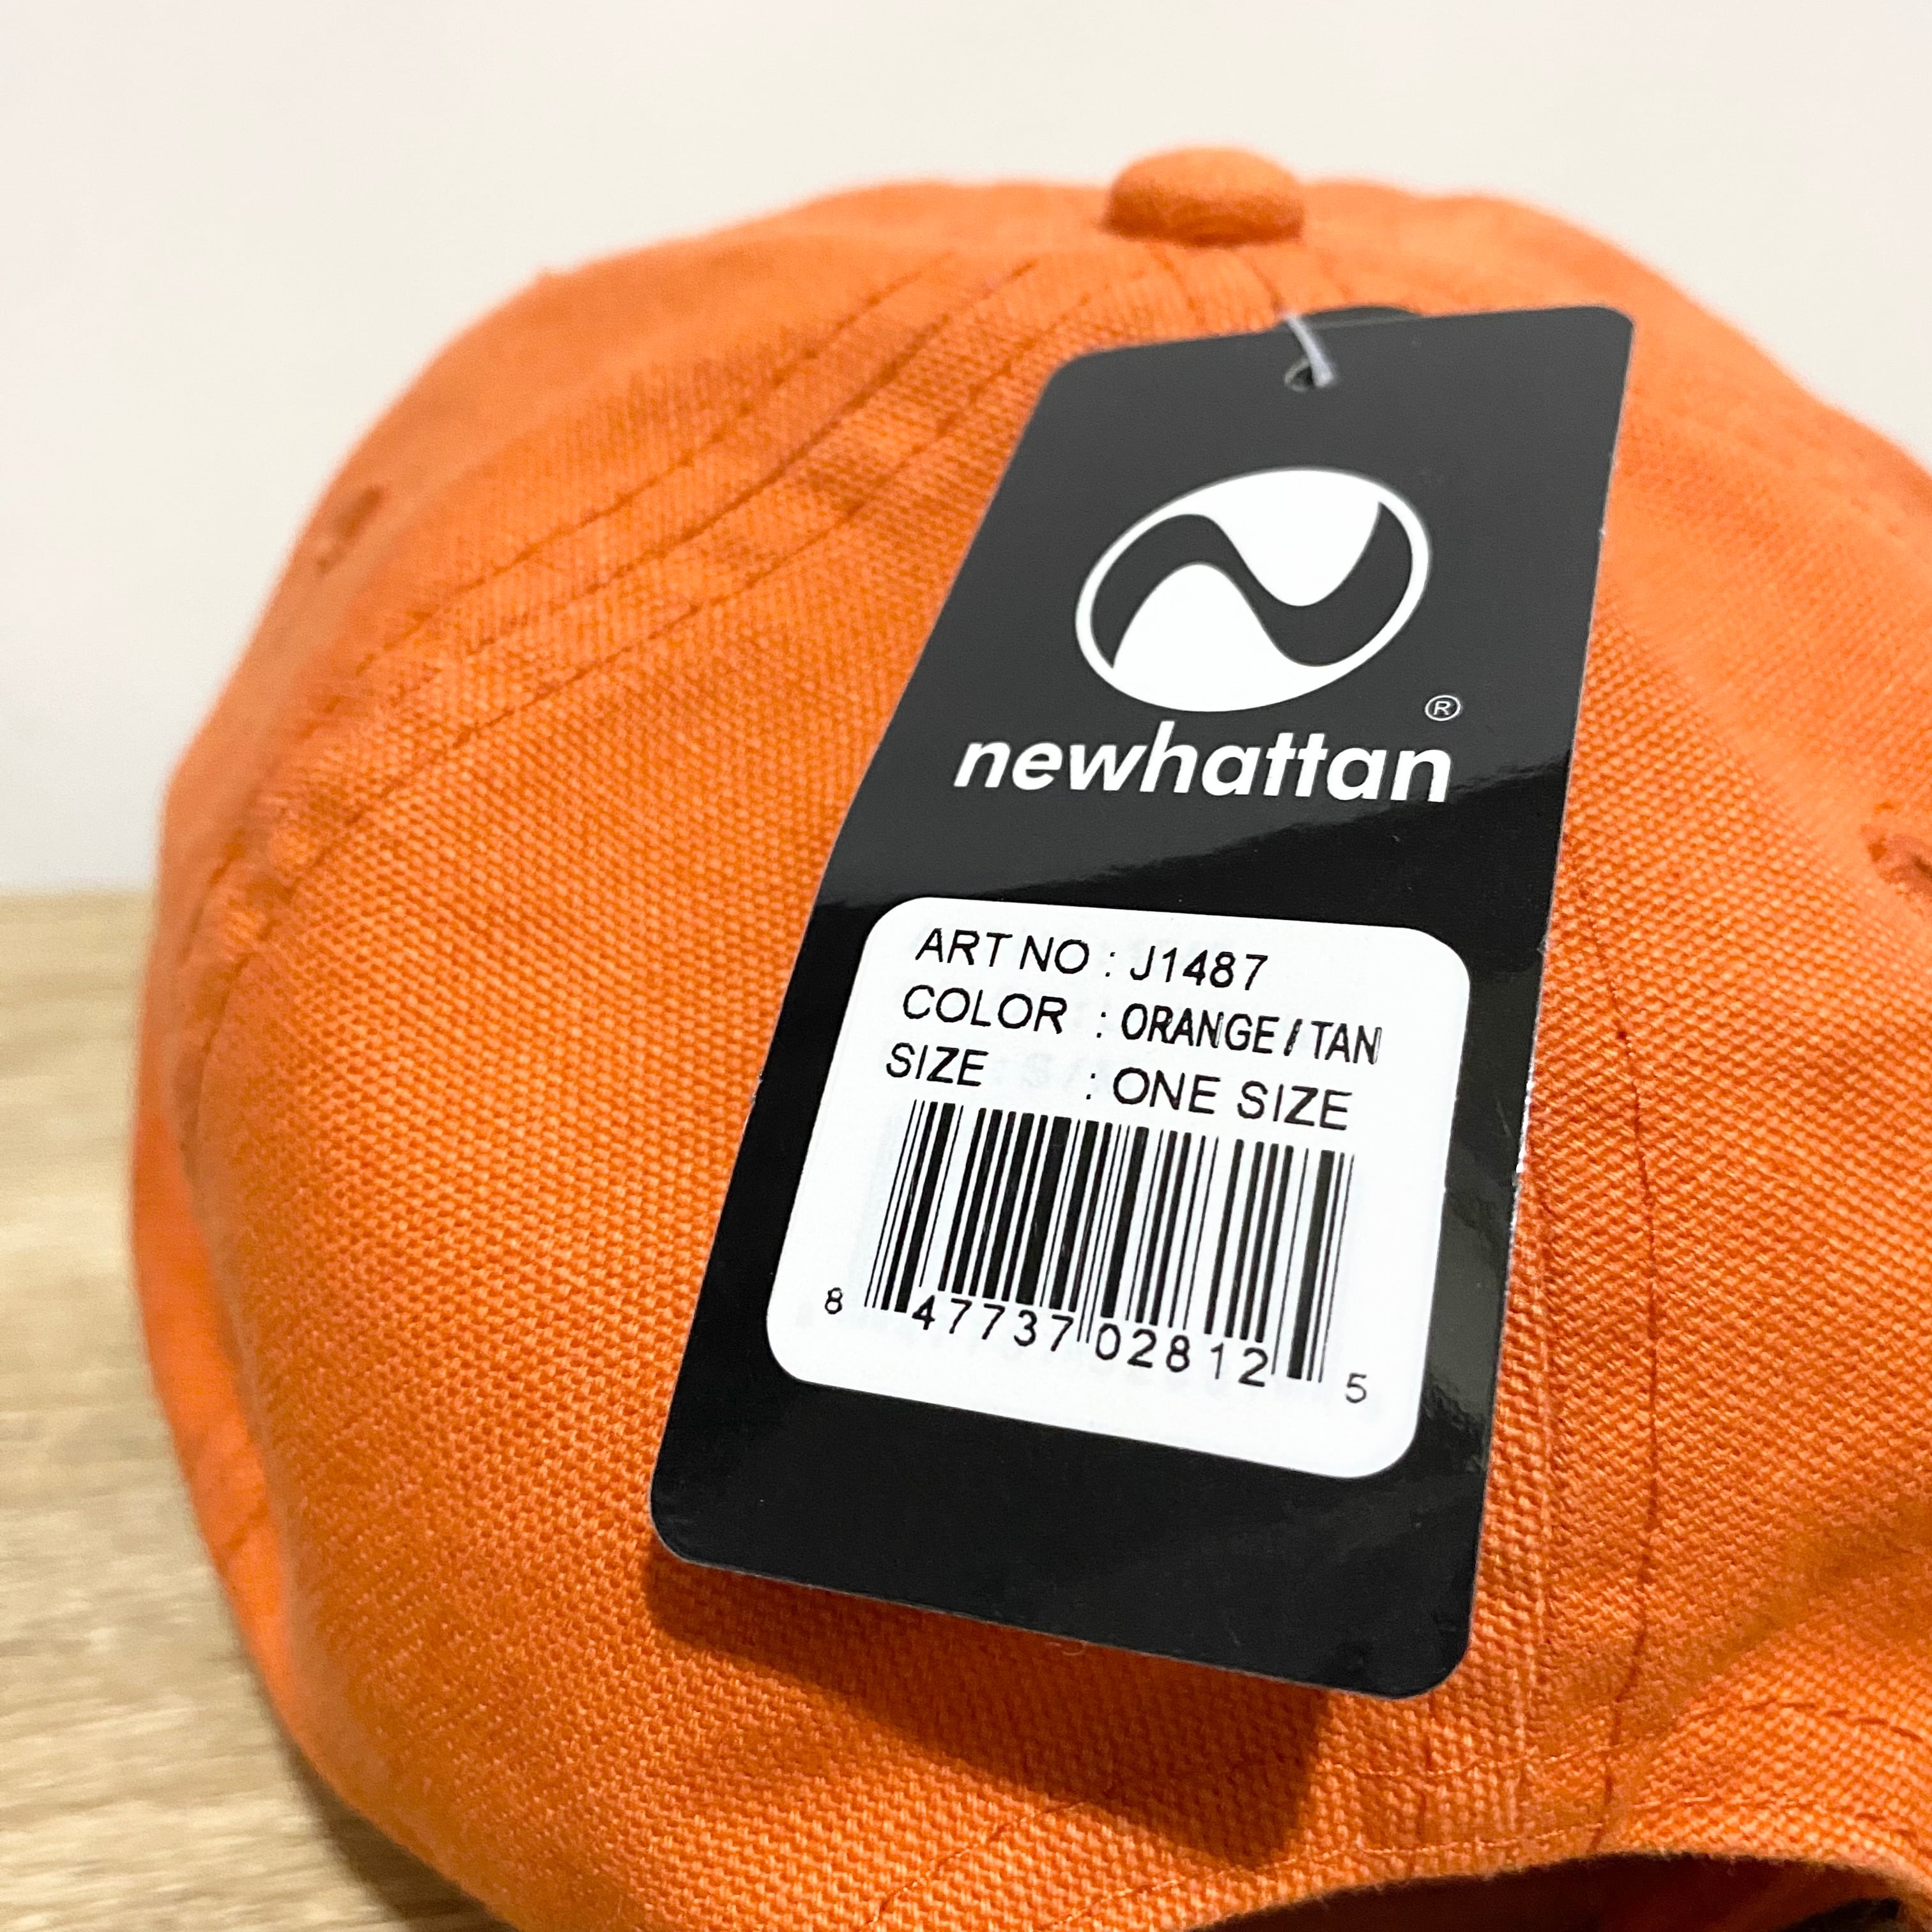 ®
newhattan
ART NO : J1487
COLOR : ORANGE / TAN
SIZE : ONE SIZE
8 47737 02812 5